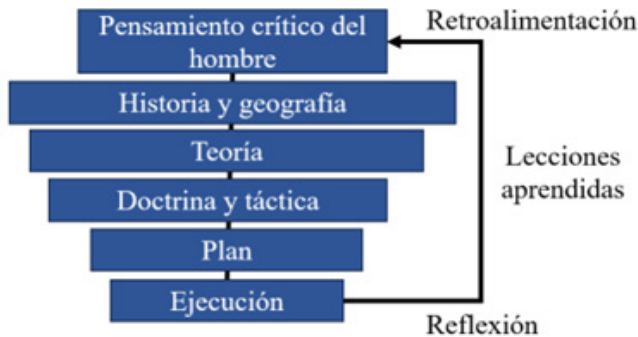 Pensamiento crítico del
hombre
Historia y geografía
Teoría
Doctrina y táctica
Plan
Ejecución
Retroalimentación
Lecciones
aprendidas
Reflexión